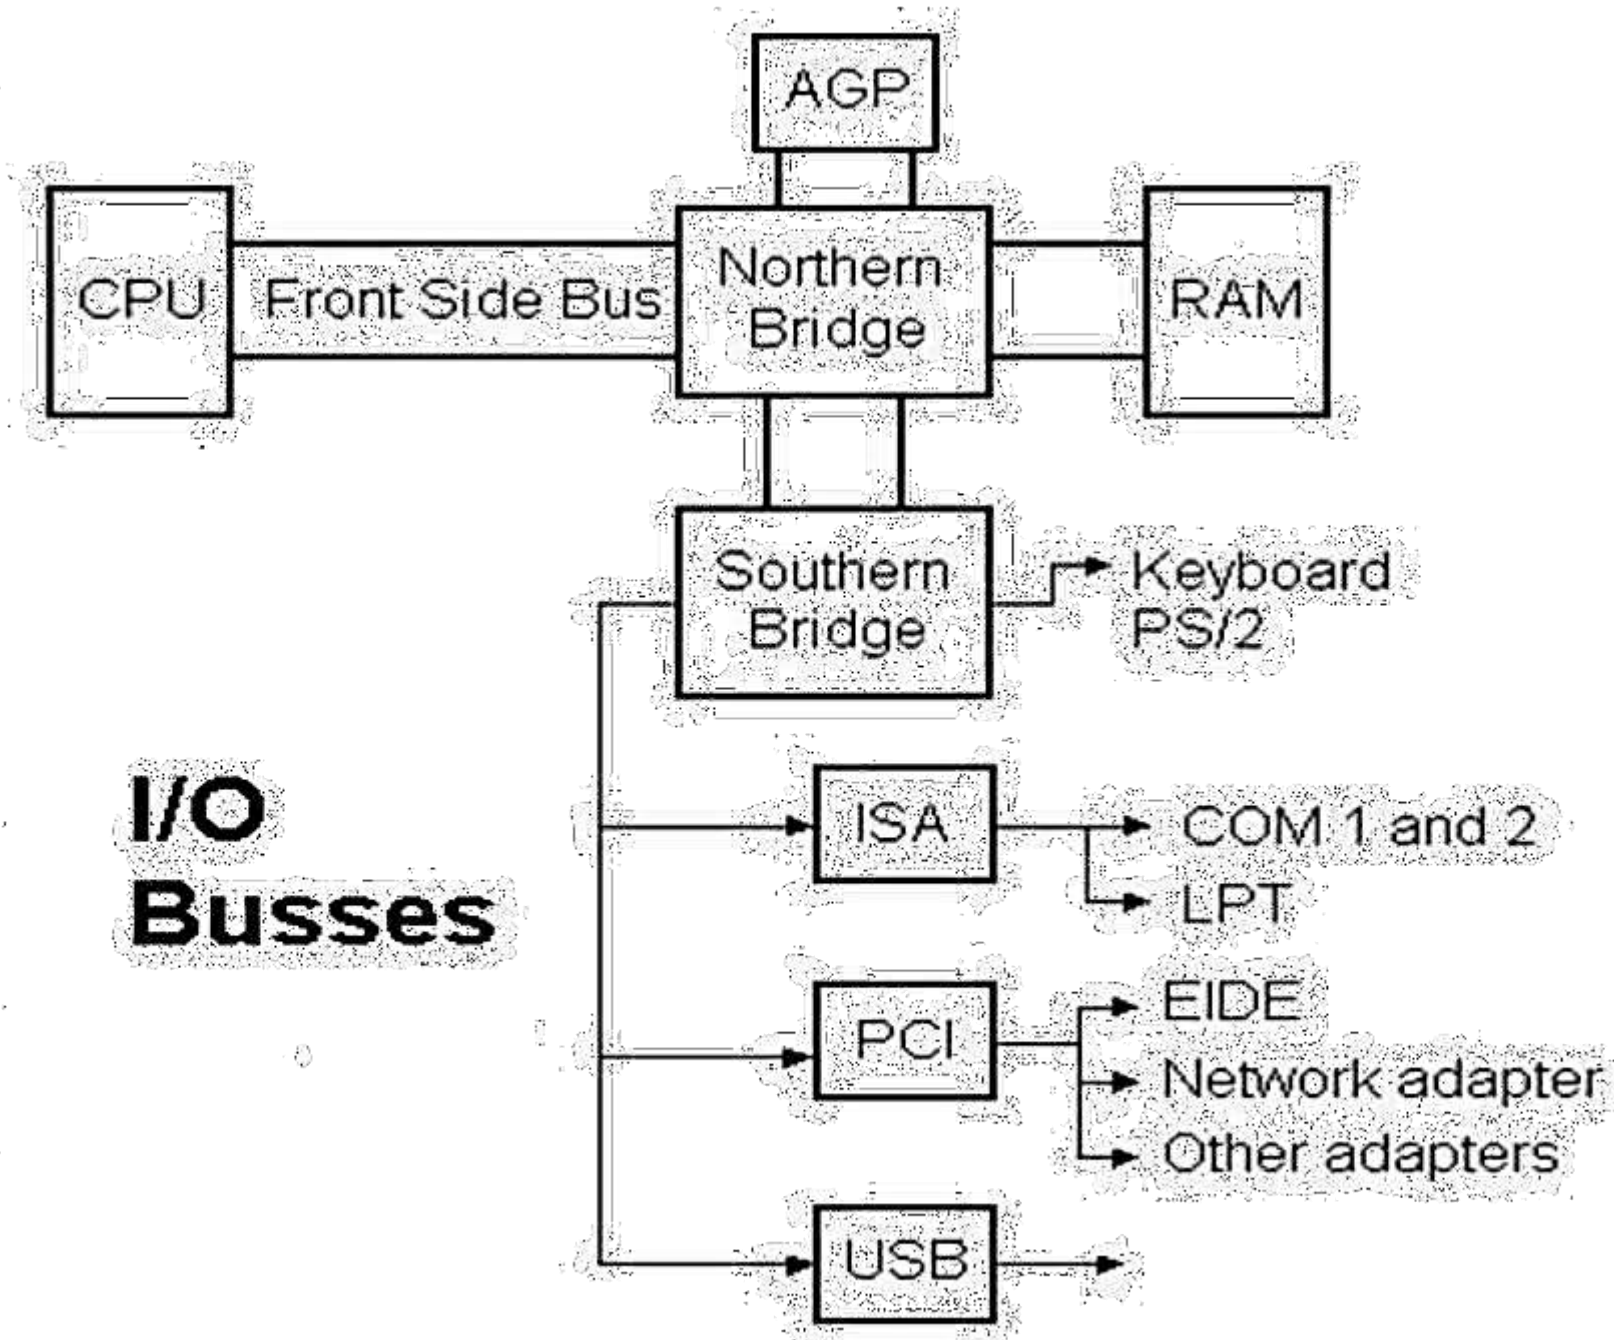 AGP
CPU
Front Side Bus
Northern
Bridge
RAM
Southern
Bridge
Keyboard
PS/2
I/O
Busses
ISA
COM 1 and 2
LPT
PCI
EIDE
Network adapter
Other adapters
USB